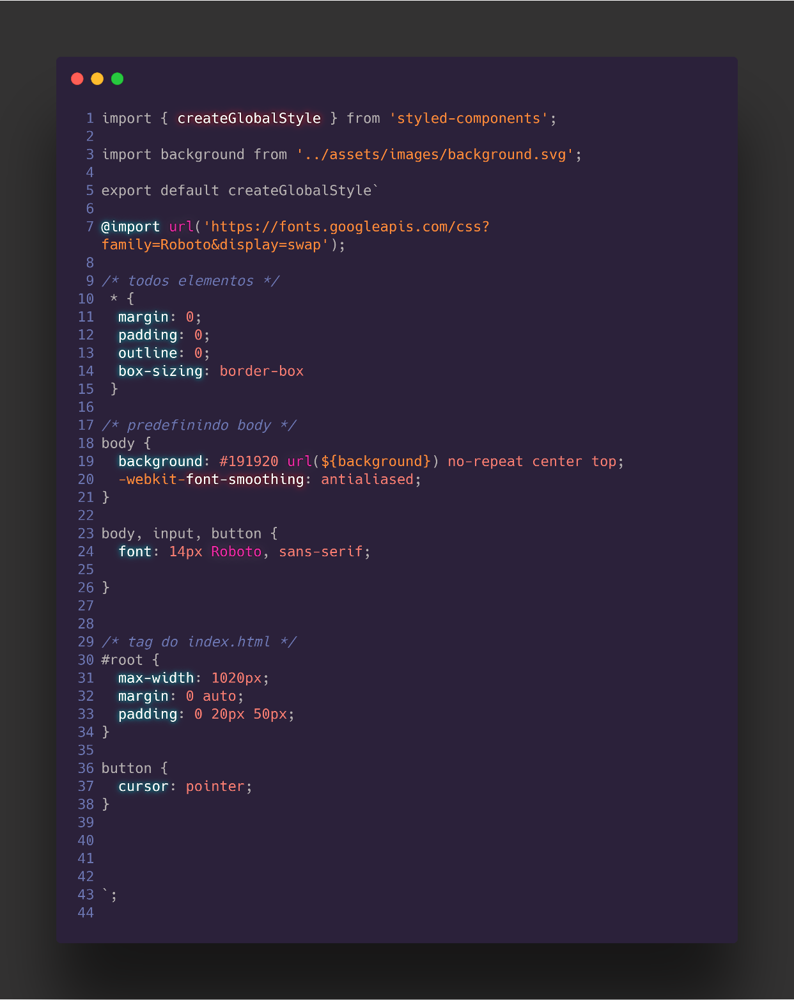 1 import { createGlobalStyle } from 'styled-components';
2
3 import background from '../assets/images/background.svg';
4
5 export default createGlobalStyle`
6
7 @import url('https://fonts.googleapis.com/css?
family=Roboto&display=swap');
8
9 /* todos elementos */
10  * {
11   margin: 0;
12   padding: 0;
13   outline: 0;
14   box-sizing: border-box
15  }
16
17 /* predefinindo body */
18 body {
19   background: #191920 url(${background}) no-repeat center top;
20   -webkit-font-smoothing: antialiased;
21 }
22
23 body, input, button {
24   font: 14px Roboto, sans-serif;
25
26 }
27
28
29 /* tag do index.html */
30 #root {
31   max-width: 1020px;
32   margin: 0 auto;
33   padding: 0 20px 50px;
34 }
35
36 button {
37   cursor: pointer;
38 }
39
40
41
42
43 `;
44